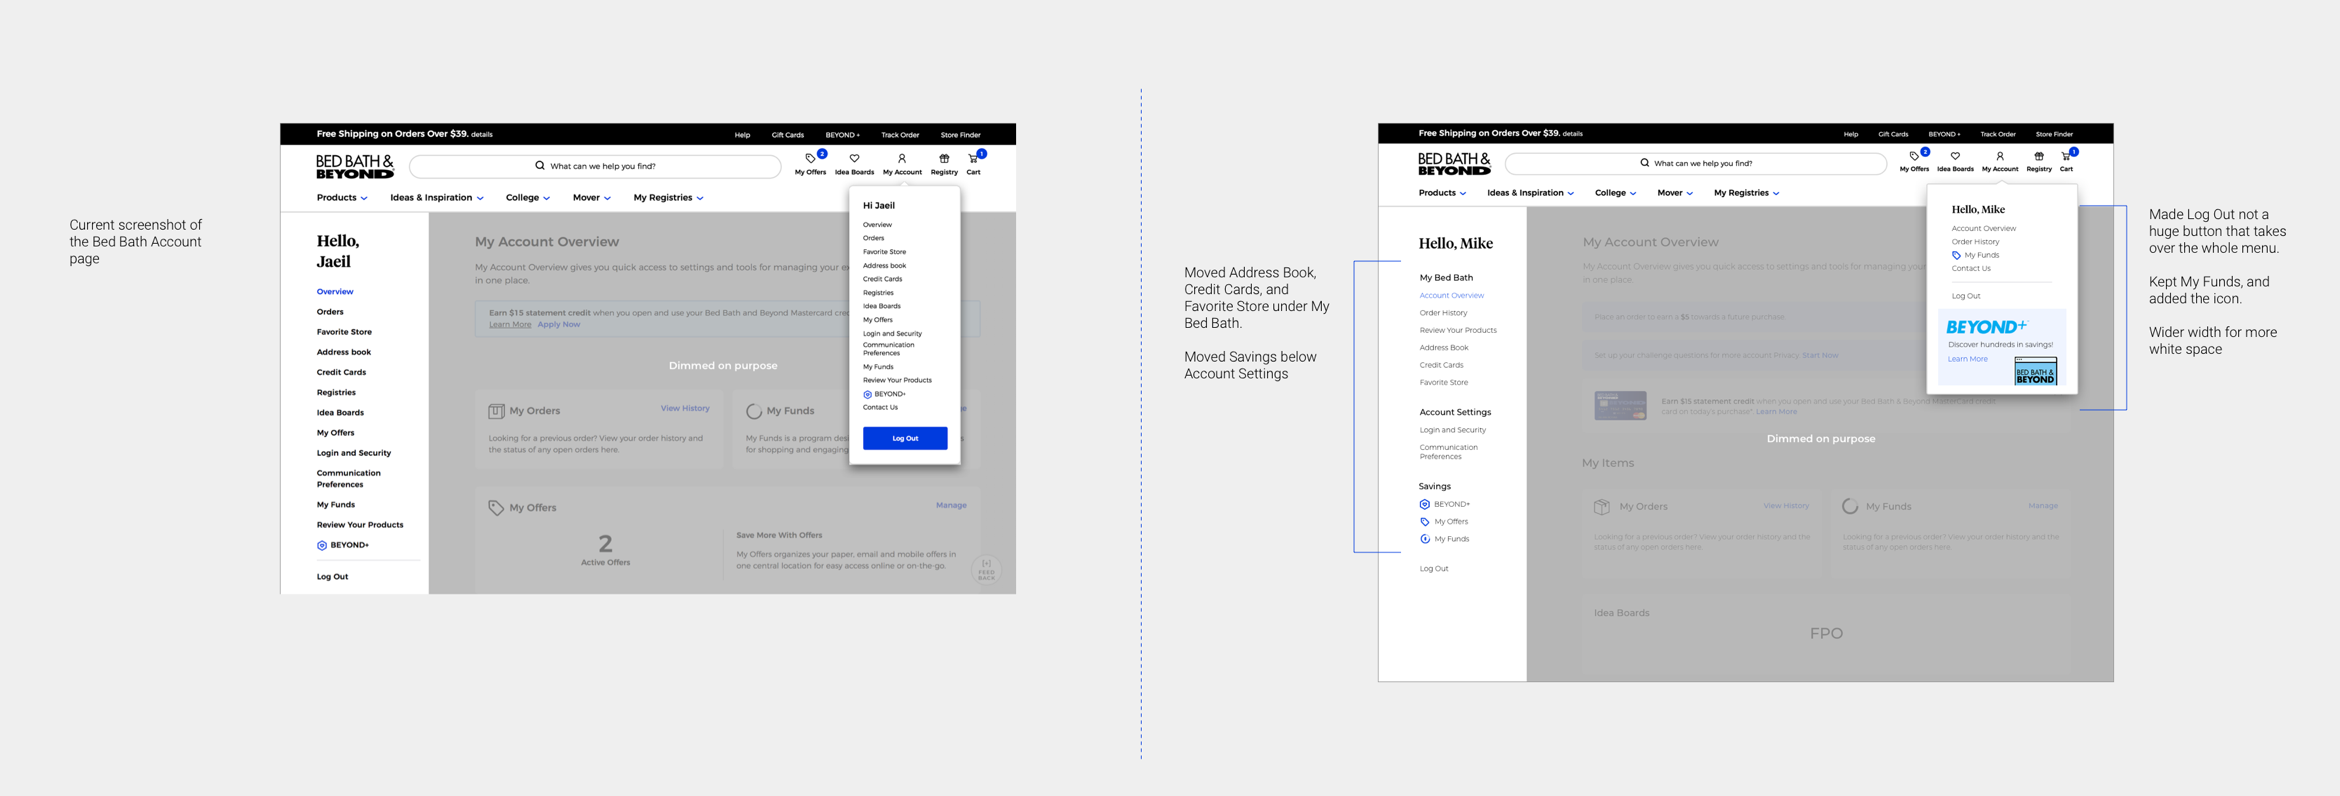 Current screenshot of
the Bed Bath Account
page
Free Shipping on Orders Over $39. details
Help
Gift Cards
BEYOND +
Track Order
Store Finder
BED BATH &
BEYOND
What can we help you find?
2
My Offers
Idea Boards
My Account
Registry
1
Cart
Products
Ideas & Inspiration
College
Mover
My Registries
Hello,
Jaeil
Overview
Orders
Favorite Store
Address book
Credit Cards
Registries
Idea Boards
My Offers
Login and Security
Communication
Preferences
My Funds
Review Your Products
BEYOND+
Log Out
My Account Overview
My Account Overview gives you quick access to settings and tools for managing your ex
in one place.
Earn $15 statement credit when you open and use your Bed Bath and Beyond Mastercard crec
Learn More Apply Now
Dimmed on purpose
My Orders
View History
Looking for a previous order? View your order history and
the status of any open orders here.
My Funds
My Funds is a program des
for shopping and engaging
My Offers
Manage
2
Active Offers
Save More With Offers
My Offers organizes your paper, email and mobile offers in
one central location for easy access online or on-the-go.
[+]
FEED
BACK
Hi Jaeil
Overview
Orders
Favorite Store
Address book
Credit Cards
Registries
Idea Boards
My Offers
Login and Security
Communication
Preferences
My Funds
Review Your Products
BEYOND+
Contact Us
Log Out
Moved Address Book,
Credit Cards, and
Favorite Store under My
Bed Bath.
Moved Savings below
Account Settings
Free Shipping on Orders Over $39. details
Help
Gift Cards
BEYOND +
Track Order
Store Finder
BED BATH &
BEYOND
What can we help you find?
2
My Offers
Idea Boards
My Account
Registry
1
Cart
Products
Ideas & Inspiration
College
Mover
My Registries
Hello, Mike
My Bed Bath
Account Overview
Order History
Review Your Products
Address Book
Credit Cards
Favorite Store
Account Settings
Login and Security
Communication
Preferences
Savings
BEYOND+
My Offers
My Funds
Log Out
My Account Overview
My Account Overview gives you quick access to settings and tools for managing your
in one place.
Place an order to earn a $5 towards a future purchase.
Set up your challenge questions for more account Privacy. Start Now
Earn $15 statement credit when you open and use your Bed Bath & Beyond MasterCard credit
card on today's purchase*. Learn More
Dimmed on purpose
My Items
My Orders
View History
Looking for a previous order? View your order history and the
status of any open orders here.
My Funds
Manage
Looking for a previous order? View your order history and the
status of any open orders here.
Idea Boards
FPO
Hello, Mike
Account Overview
Order History
My Funds
Contact Us
Log Out
BEYOND+
Discover hundreds in savings!
Learn More
BED BATH &
BEYOND
Made Log Out not a
huge button that takes
over the whole menu.
Kept My Funds, and
added the icon.
Wider width for more
white space